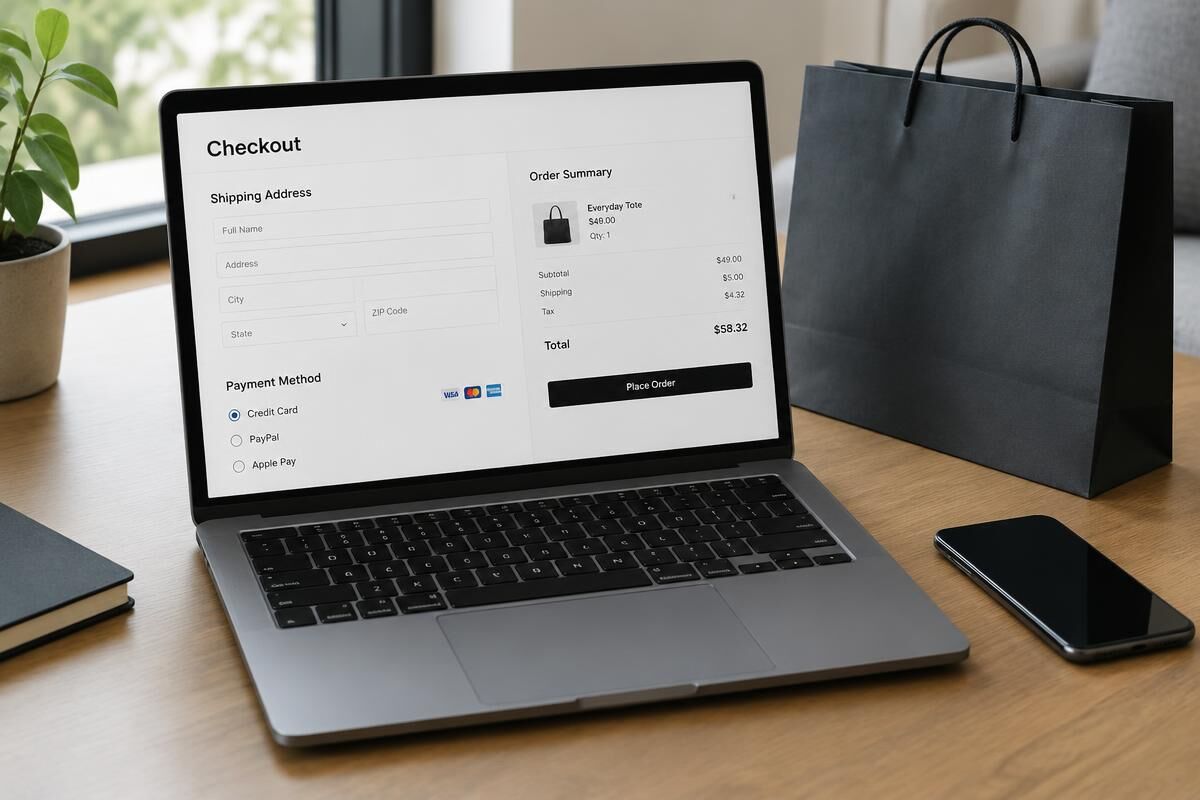 Checkout
Shipping Address
Full Name
Address
City
State
ZIP Code
Payment Method
VISA
Credit Card
PayPal
Apple Pay
Order Summary
Everyday Tote
$49.00
Qty: 1
Subtotal $49.00
Shipping $5.00
Tax $4.32
Total $58.32
Place Order